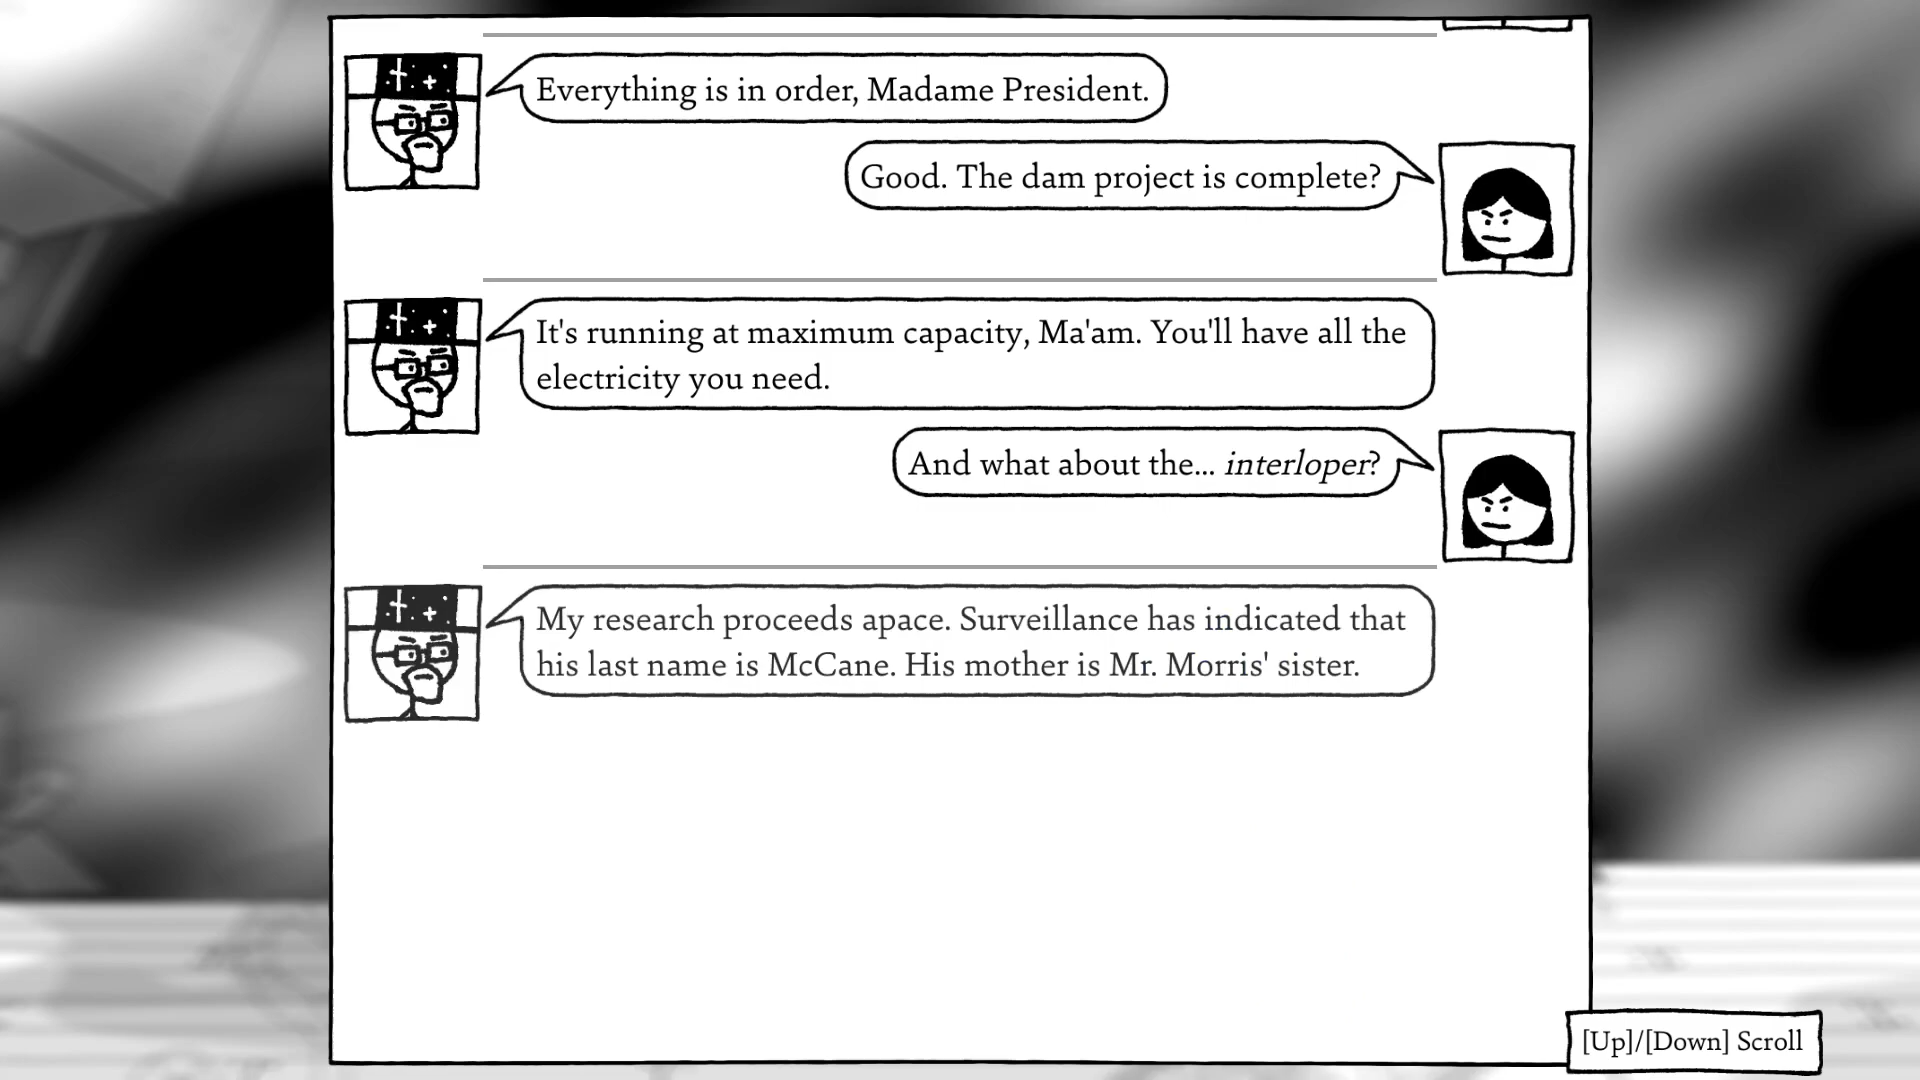 Everything is in order, Madame President.
Good. The dam project is complete?
It's running at maximum capacity, Ma'am. You'll have all the
electricity you need.
And what about the... interloper?
My research proceeds apace. Surveillance has indicated that
his last name is McCane. His mother is Mr. Morris' sister.
[Up]/[Down] Scroll